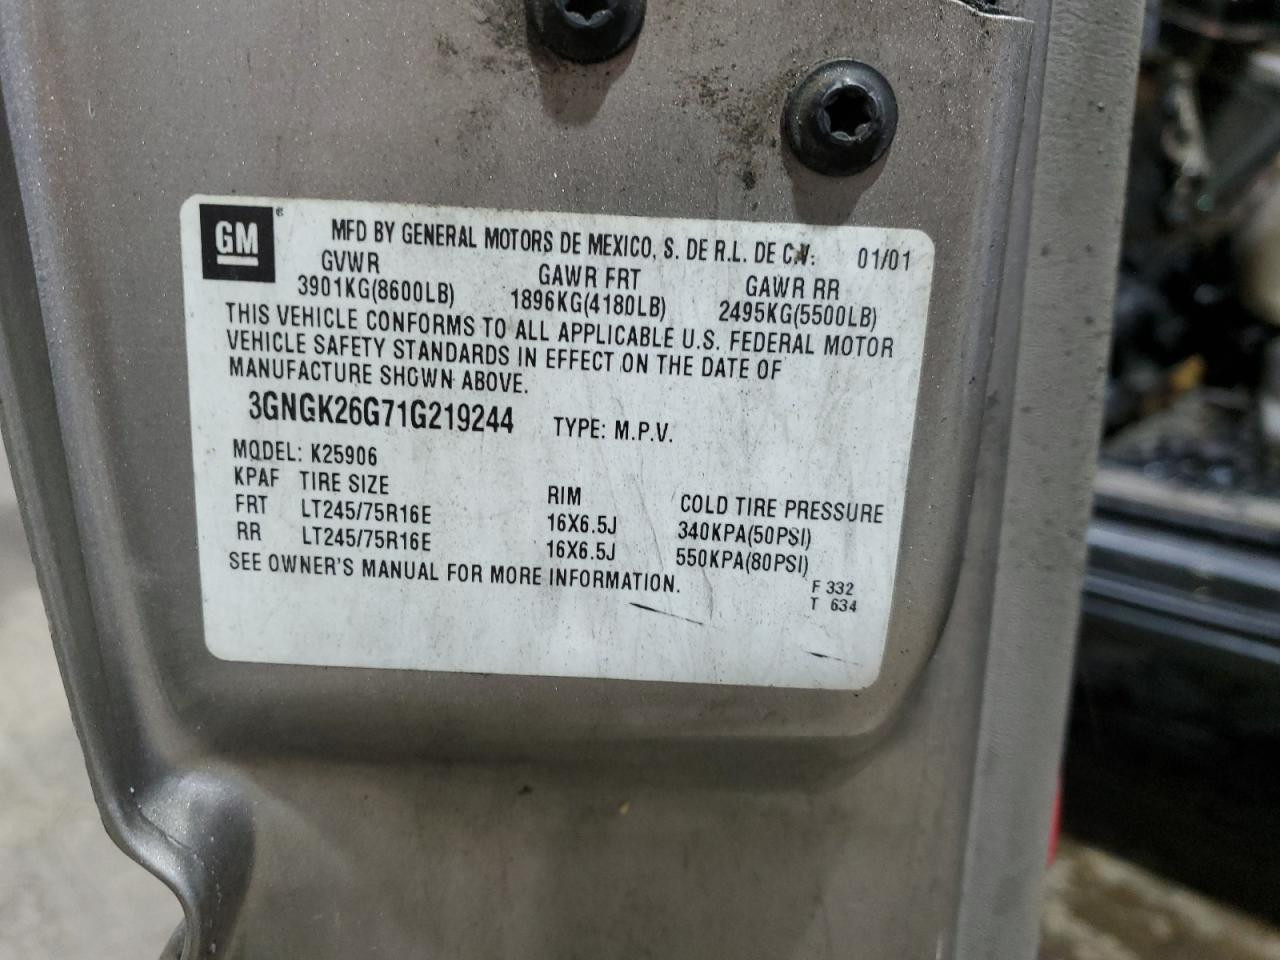 GM ® MFD BY GENERAL MOTORS DE MEXICO, S. DE R.L. DE C.V. 01/01
GVWR GAWR FRT GAWR RR
3901KG(8600LB) 1896KG(4180LB) 2495KG(5500LB)
THIS VEHICLE CONFORMS TO ALL APPLICABLE U.S. FEDERAL MOTOR
VEHICLE SAFETY STANDARDS IN EFFECT ON THE DATE OF
MANUFACTURE SHOWN ABOVE.
3GNGK26G71G219244 TYPE: M.P.V.
MODEL: K25906
KPAF TIRE SIZE RIM COLD TIRE PRESSURE
FRT LT245/75R16E 16X6.5J 340KPA(50PSI)
RR LT245/75R16E 16X6.5J 550KPA(80PSI)
SEE OWNER'S MANUAL FOR MORE INFORMATION.
F 332
T 634